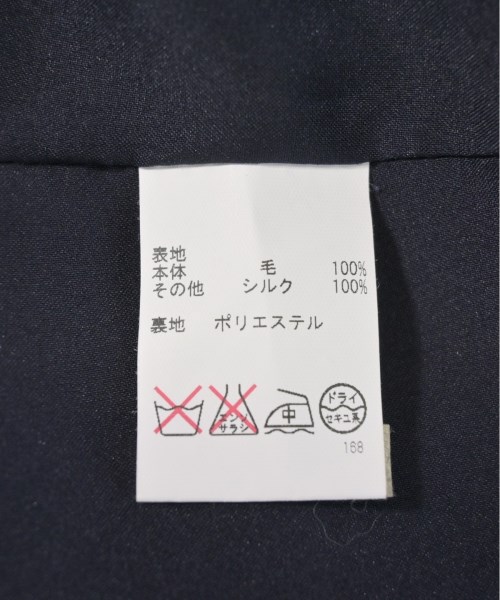 表地
本体 毛 100%
その他 シルク 100%
裏地 ポリエステル
エンソ サラシ 中 ドライ セキユ系
168